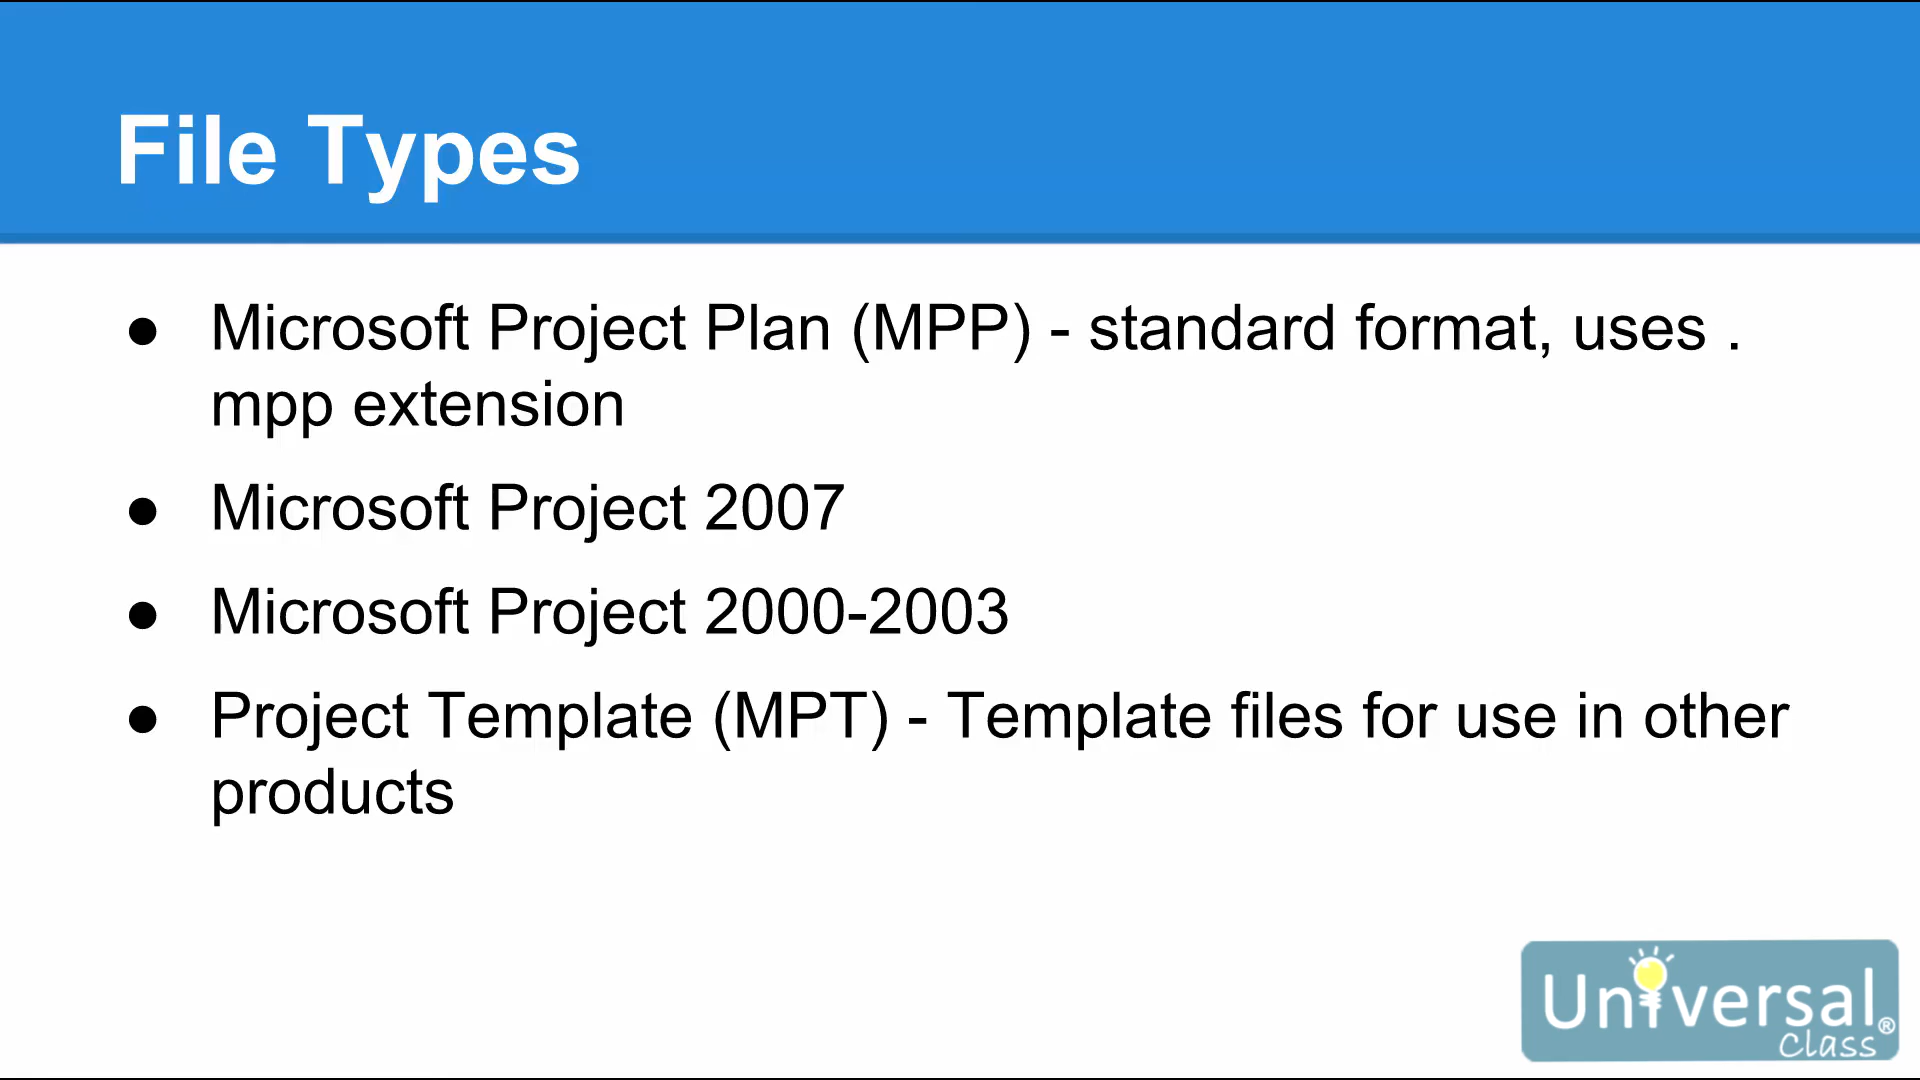 File Types
● Microsoft Project Plan (MPP) - standard format, uses .
mpp extension
● Microsoft Project 2007
● Microsoft Project 2000-2003
● Project Template (MPT) - Template files for use in other
products
Universal®
Class